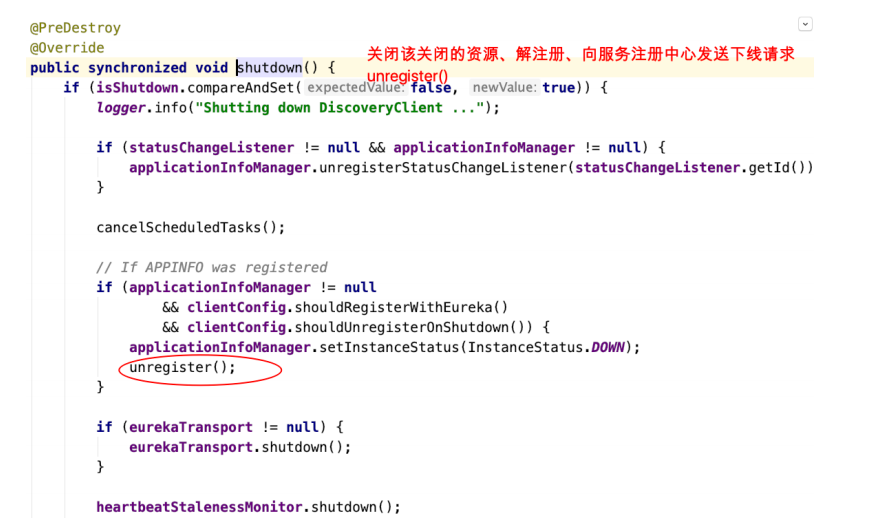 @PreDestroy
@Override
关闭该关闭的资源、解注册、向服务注册中心发送下线请求
public synchronized void shutdown() {
unregister()
if (isShutdown.compareAndSet( expectedValue: false, newValue: true)) {
logger.info("Shutting down DiscoveryClient ...");
if (statusChangeListener != null && applicationInfoManager != null) {
applicationInfoManager.unregisterStatusChangeListener(statusChangeListener.getId())
}
cancelScheduledTasks();
// If APPINFO was registered
if (applicationInfoManager != null
&& clientConfig.shouldRegisterWithEureka()
&& clientConfig.shouldUnregisterOnShutdown()) {
applicationInfoManager.setInstanceStatus(InstanceStatus.DOWN);
unregister();
}
if (eurekaTransport != null) {
eurekaTransport.shutdown();
}
heartbeatStalenessMonitor.shutdown();